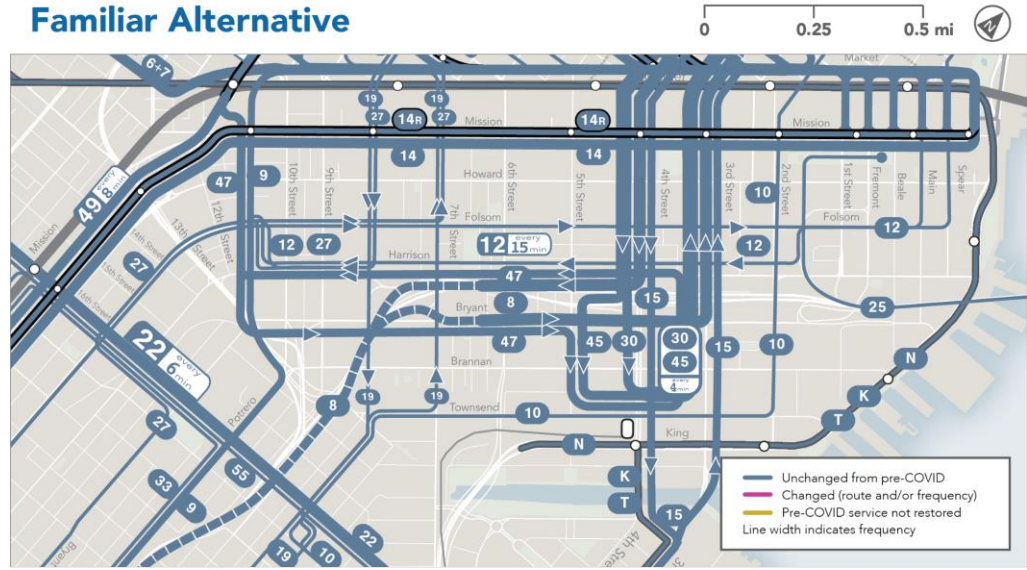 Familiar Alternative
0 0.25 0.5 mi
Market
6+7
19
27
19
27
14R
Mission
14R
Mission
14
14
49 every 8 min
Mission
47
9
10th Street
9th Street
7th Street
6th Street
5th Street
4th Street
3rd Street
2nd Street
1st Street
Fremont
Beale
Main
Spear
Howard
10
12th Street
13th Street
14th Street
15th Street
16th Street
Folsom
Folsom
27
12
27
12 every 15 min
12
12
Harrison
47
8
15
25
Bryant
47
45
30
30
45
every 4 min
15
10
22 every 6 min
Brannan
N
K
T
8
19
19
Townsend
10
Potrero
27
N
King
55
33
9
K
T
22
15
19
10
4th Street
Bryant
Unchanged from pre-COVID
Changed (route and/or frequency)
Pre-COVID service not restored
Line width indicates frequency